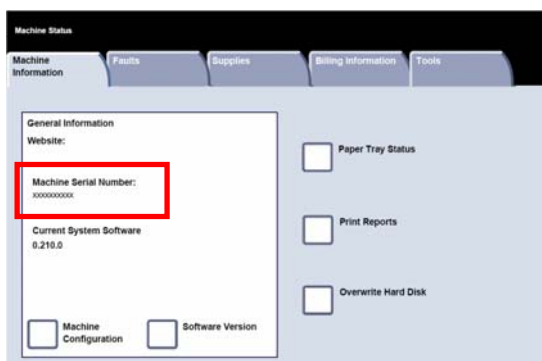 Machine Status
Machine Information
Faults
Supplies
Billing Information
Tools
General Information
Website:
Machine Serial Number:
xxxxxxxxxx
Current System Software
0.210.0
Machine Configuration
Software Version
Paper Tray Status
Print Reports
Overwrite Hard Disk